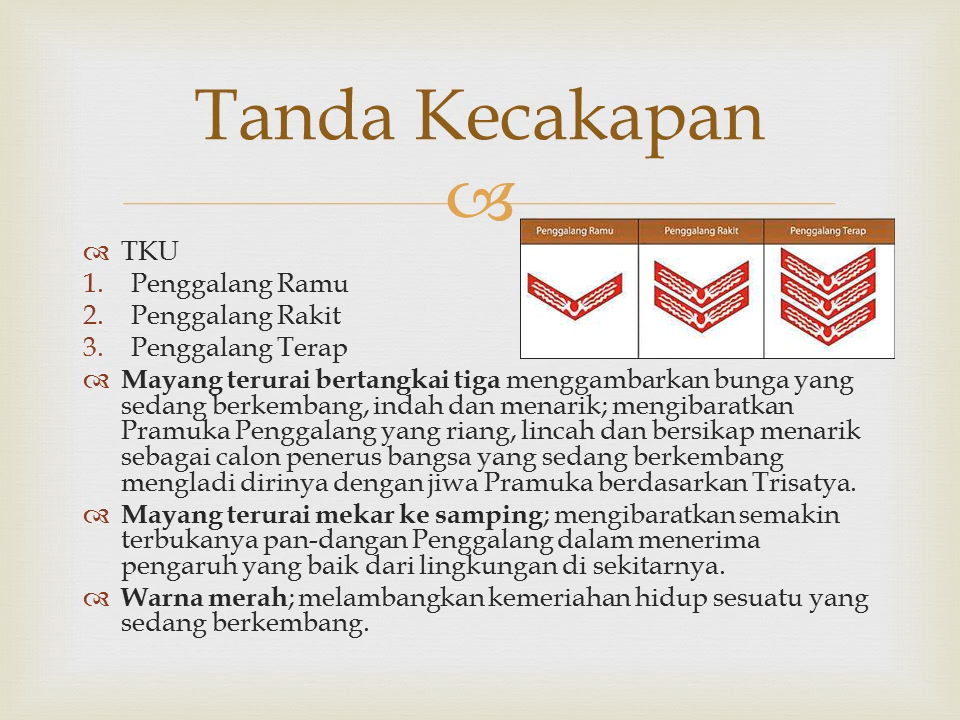 Tanda Kecakapan
TKU
1. Penggalang Ramu
2. Penggalang Rakit
3. Penggalang Terap
Penggalang Ramu Penggalang Rakit Penggalang Terap
Mayang terurai bertangkai tiga menggambarkan bunga yang
sedang berkembang, indah dan menarik; mengibaratkan
Pramuka Penggalang yang riang, lincah dan bersikap menarik
sebagai calon penerus bangsa yang sedang berkembang
mengladi dirinya dengan jiwa Pramuka berdasarkan Trisatya.
Mayang terurai mekar ke samping; mengibaratkan semakin
terbukanya pan-dangan Penggalang dalam menerima
pengaruh yang baik dari lingkungan di sekitarnya.
Warna merah; melambangkan kemeriahan hidup sesuatu yang
sedang berkembang.